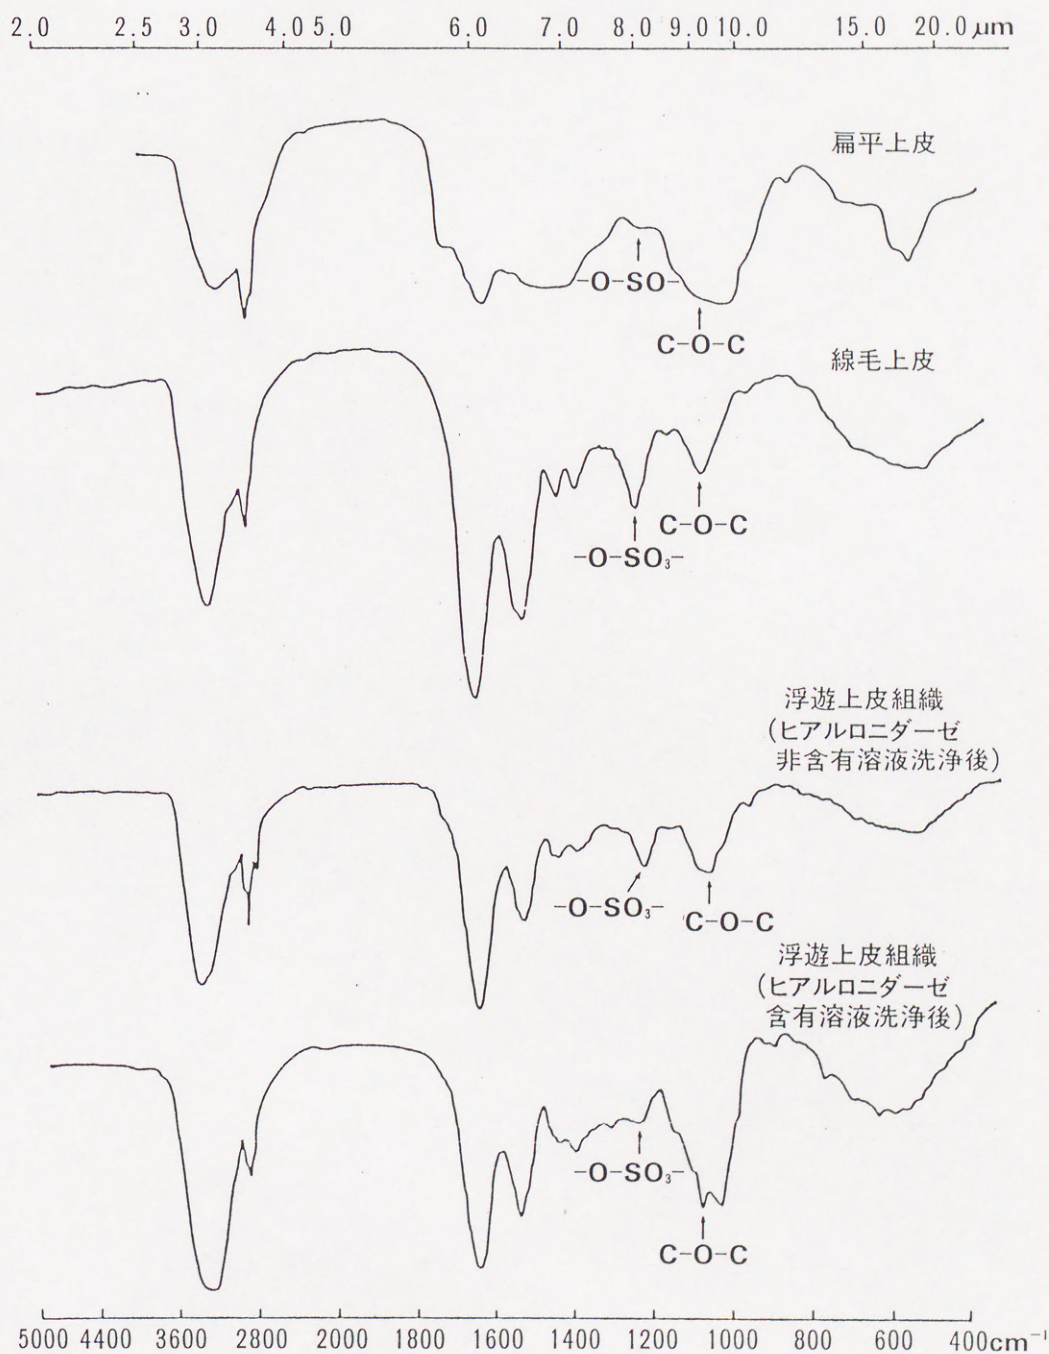 2.0 2.5 3.0 4.0 5.0 6.0 7.0 8.0 9.0 10.0 15.0 20.0 μm
扁平上皮
-O-SO-
C-O-C
線毛上皮
C-O-C
-O-SO₃-
浮遊上皮組織
(ヒアルロニダーゼ
非含有溶液洗浄後)
-O-SO₃-
C-O-C
浮遊上皮組織
(ヒアルロニダーゼ
含有溶液洗浄後)
-O-SO₃-
C-O-C
5000 4400 3600 2800 2000 1800 1600 1400 1200 1000 800 600 400cm⁻¹